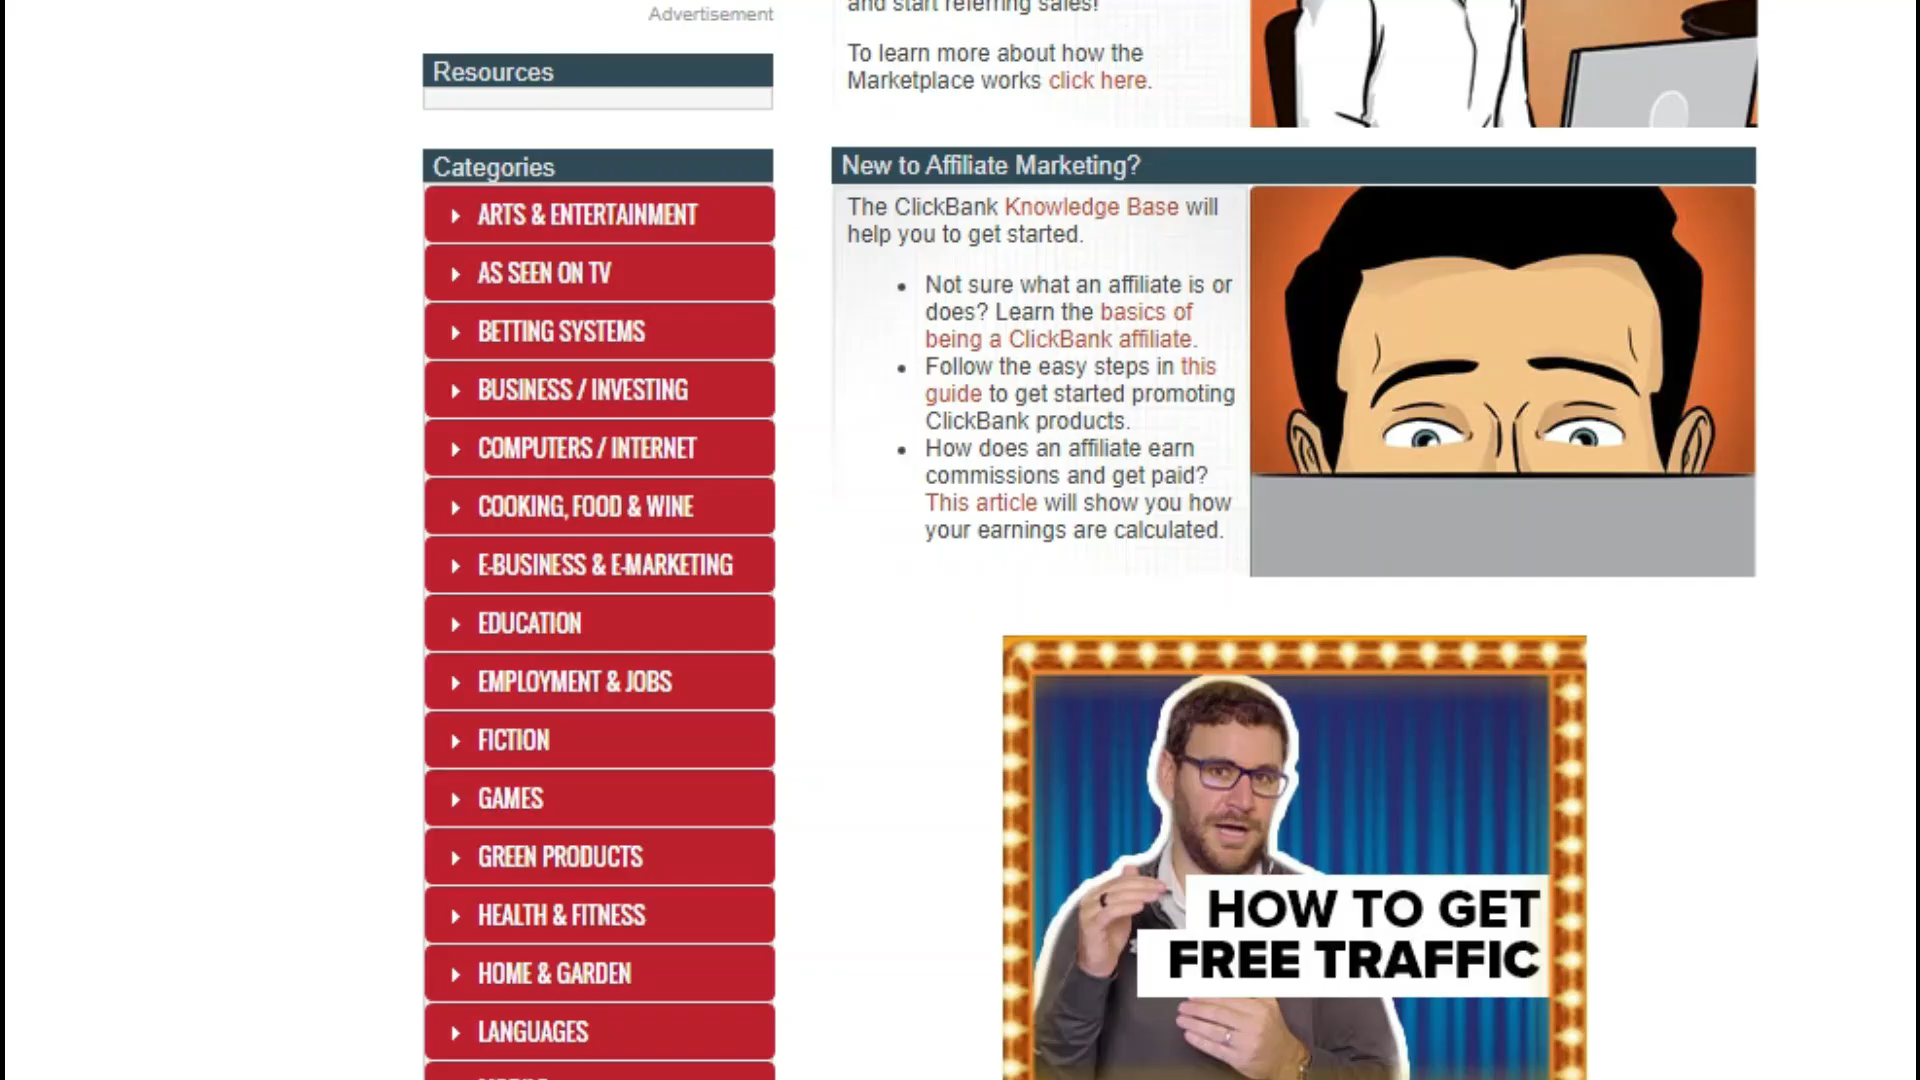 Advertisement
Resources
Categories
ARTS & ENTERTAINMENT
AS SEEN ON TV
BETTING SYSTEMS
BUSINESS / INVESTING
COMPUTERS / INTERNET
COOKING, FOOD & WINE
E-BUSINESS & E-MARKETING
EDUCATION
EMPLOYMENT & JOBS
FICTION
GAMES
GREEN PRODUCTS
HEALTH & FITNESS
HOME & GARDEN
LANGUAGES
and start referring sales!
To learn more about how the
Marketplace works click here.
New to Affiliate Marketing?
The ClickBank Knowledge Base will
help you to get started.
Not sure what an affiliate is or
does? Learn the basics of
being a ClickBank affiliate.
Follow the easy steps in this
guide to get started promoting
ClickBank products.
How does an affiliate earn
commissions and get paid?
This article will show you how
your earnings are calculated.
HOW TO GET
FREE TRAFFIC